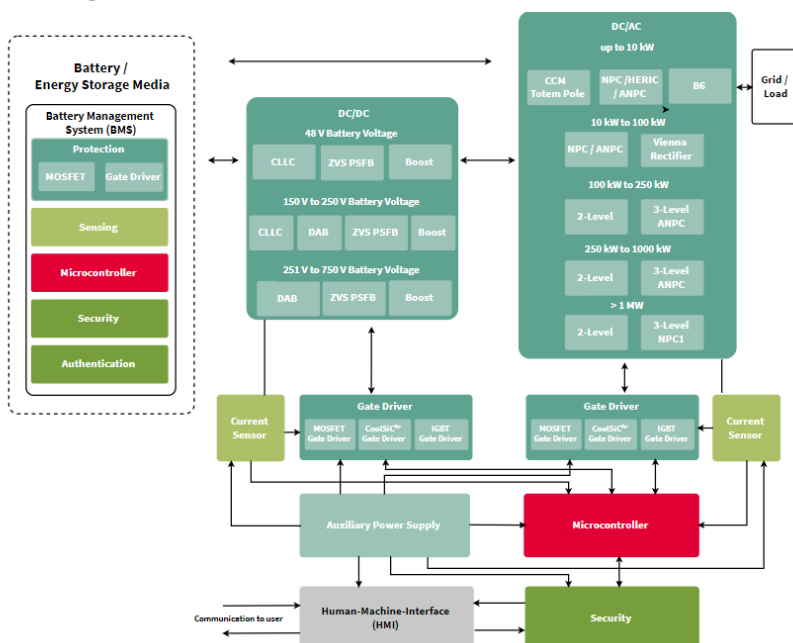 Battery /
Energy Storage Media
Battery Management
System (BMS)
Protection
MOSFET
Gate Driver
Sensing
Microcontroller
Security
Authentication
DC/DC
48 V Battery Voltage
CLLC
ZVS PSFB
Boost
150 V to 250 V Battery Voltage
CLLC
DAB
ZVS PSFB
Boost
251 V to 750 V Battery Voltage
DAB
ZVS PSFB
Boost
DC/AC
up to 10 kW
CCM
Totem Pole
NPC /HERIC
/ ANPC
B6
10 kW to 100 kW
NPC / ANPC
Vienna
Rectifier
100 kW to 250 kW
2-Level
3-Level
ANPC
250 kW to 1000 kW
2-Level
3-Level
ANPC
> 1 MW
2-Level
3-Level
NPC1
Grid /
Load
Current
Sensor
Gate Driver
MOSFET
Gate Driver
CoolSiC™
Gate Driver
IGBT
Gate Driver
Gate Driver
MOSFET
Gate Driver
CoolSiC™
Gate Driver
IGBT
Gate Driver
Current
Sensor
Auxiliary Power Supply
Microcontroller
Communication to user
Human-Machine-Interface
(HMI)
Security